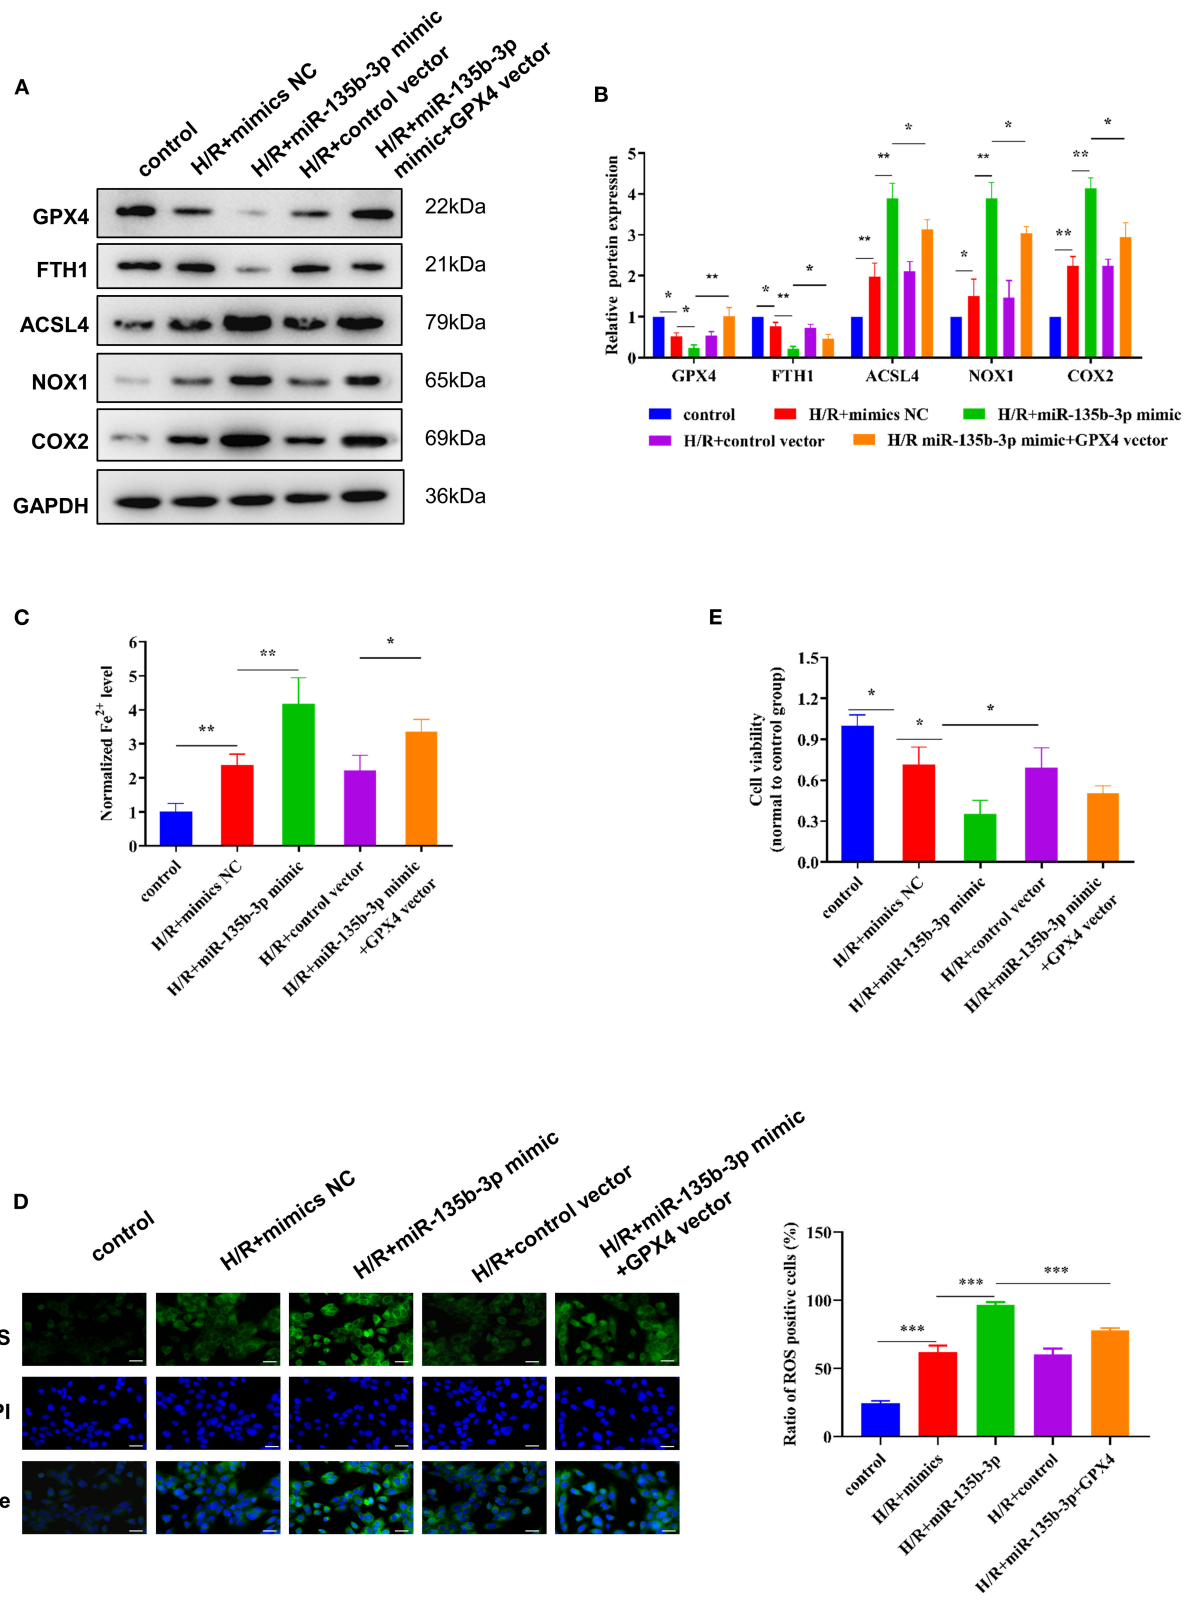 A
control
H/R+mimics NC
H/R+miR-135b-3p mimic
H/R+control vector
H/R+miR-135b-3p
mimic+GPX4 vector
GPX4
22kDa
FTH1
21kDa
ACSL4
79kDa
NOX1
65kDa
COX2
69kDa
GAPDH
36kDa
B
Relative portein expression
5
4
3
2
1
0
* * **
* ** *
** ** *
* ** *
** ** *
GPX4 FTH1 ACSL4 NOX1 COX2
control H/R+mimics NC H/R+miR-135b-3p mimic
H/R+control vector H/R miR-135b-3p mimic+GPX4 vector
C
Normalized Fe2+ level
6
5
4
3
2
1
0
** ** *
control
H/R+mimics NC
H/R+miR-135b-3p mimic
H/R+control vector
H/R+miR-135b-3p mimic
+GPX4 vector
E
Cell viability
(normal to control group)
1.5
1.2
0.9
0.6
0.3
0.0
* * *
control
H/R+mimics NC
H/R+miR-135b-3p mimic
H/R+control vector
H/R+miR-135b-3p mimic
+GPX4 vector
D
control
H/R+mimics NC
H/R+miR-135b-3p mimic
H/R+control vector
H/R+miR-135b-3p mimic
+GPX4 vector
S
PI
e
Ratio of ROS positive cells (%)
150
100
50
0
*** *** ***
control
H/R+mimics
H/R+miR-135b-3p
H/R+control
H/R+miR-135b-3p+GPX4